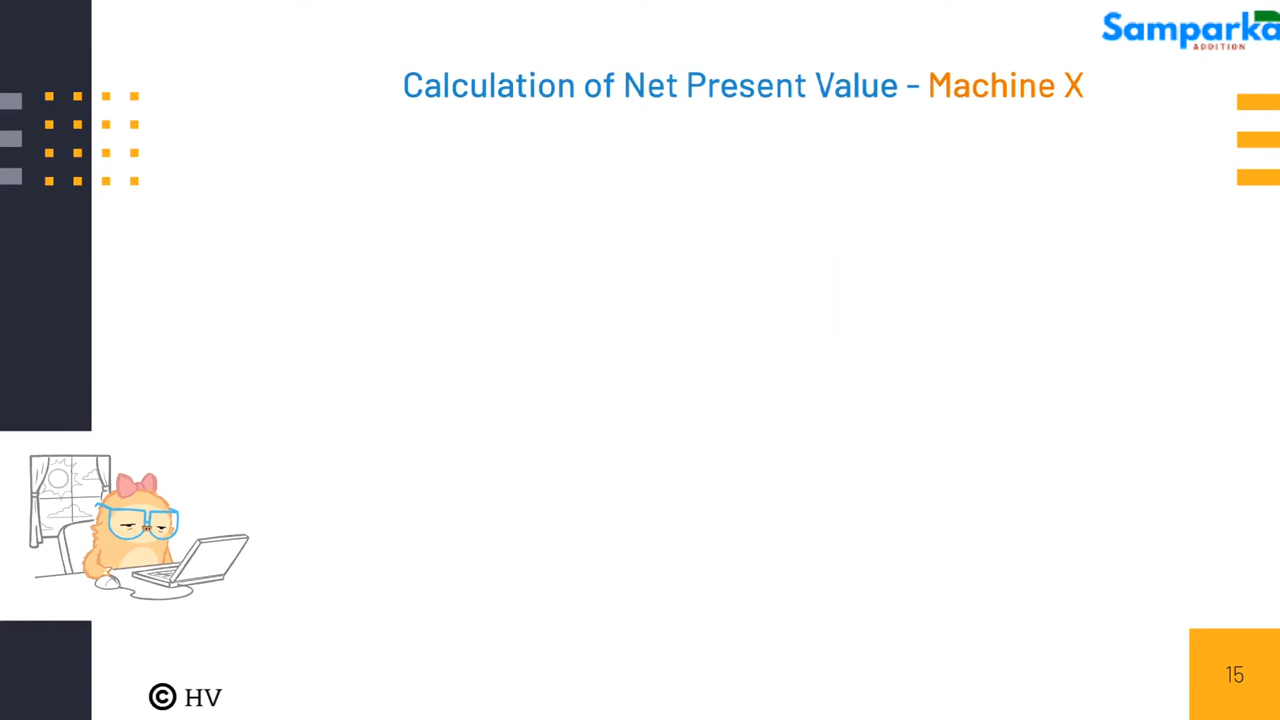 Samparka
ADDITION
Calculation of Net Present Value - Machine X
© HV
15